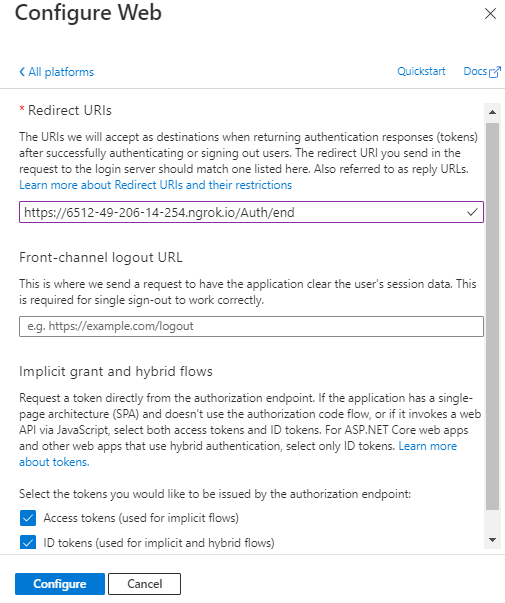 Configure Web
All platforms
Quickstart
Docs
* Redirect URIs
The URIs we will accept as destinations when returning authentication responses (tokens)
after successfully authenticating or signing out users. The redirect URI you send in the
request to the login server should match one listed here. Also referred to as reply URLs.
Learn more about Redirect URIs and their restrictions
https://6512-49-206-14-254.ngrok.io/Auth/end
Front-channel logout URL
This is where we send a request to have the application clear the user's session data. This
is required for single sign-out to work correctly.
e.g. https://example.com/logout
Implicit grant and hybrid flows
Request a token directly from the authorization endpoint. If the application has a single-
page architecture (SPA) and doesn't use the authorization code flow, or if it invokes a web
API via JavaScript, select both access tokens and ID tokens. For ASP.NET Core web apps
and other web apps that use hybrid authentication, select only ID tokens. Learn more
about tokens.
Select the tokens you would like to be issued by the authorization endpoint:
Access tokens (used for implicit flows)
ID tokens (used for implicit and hybrid flows)
Configure
Cancel